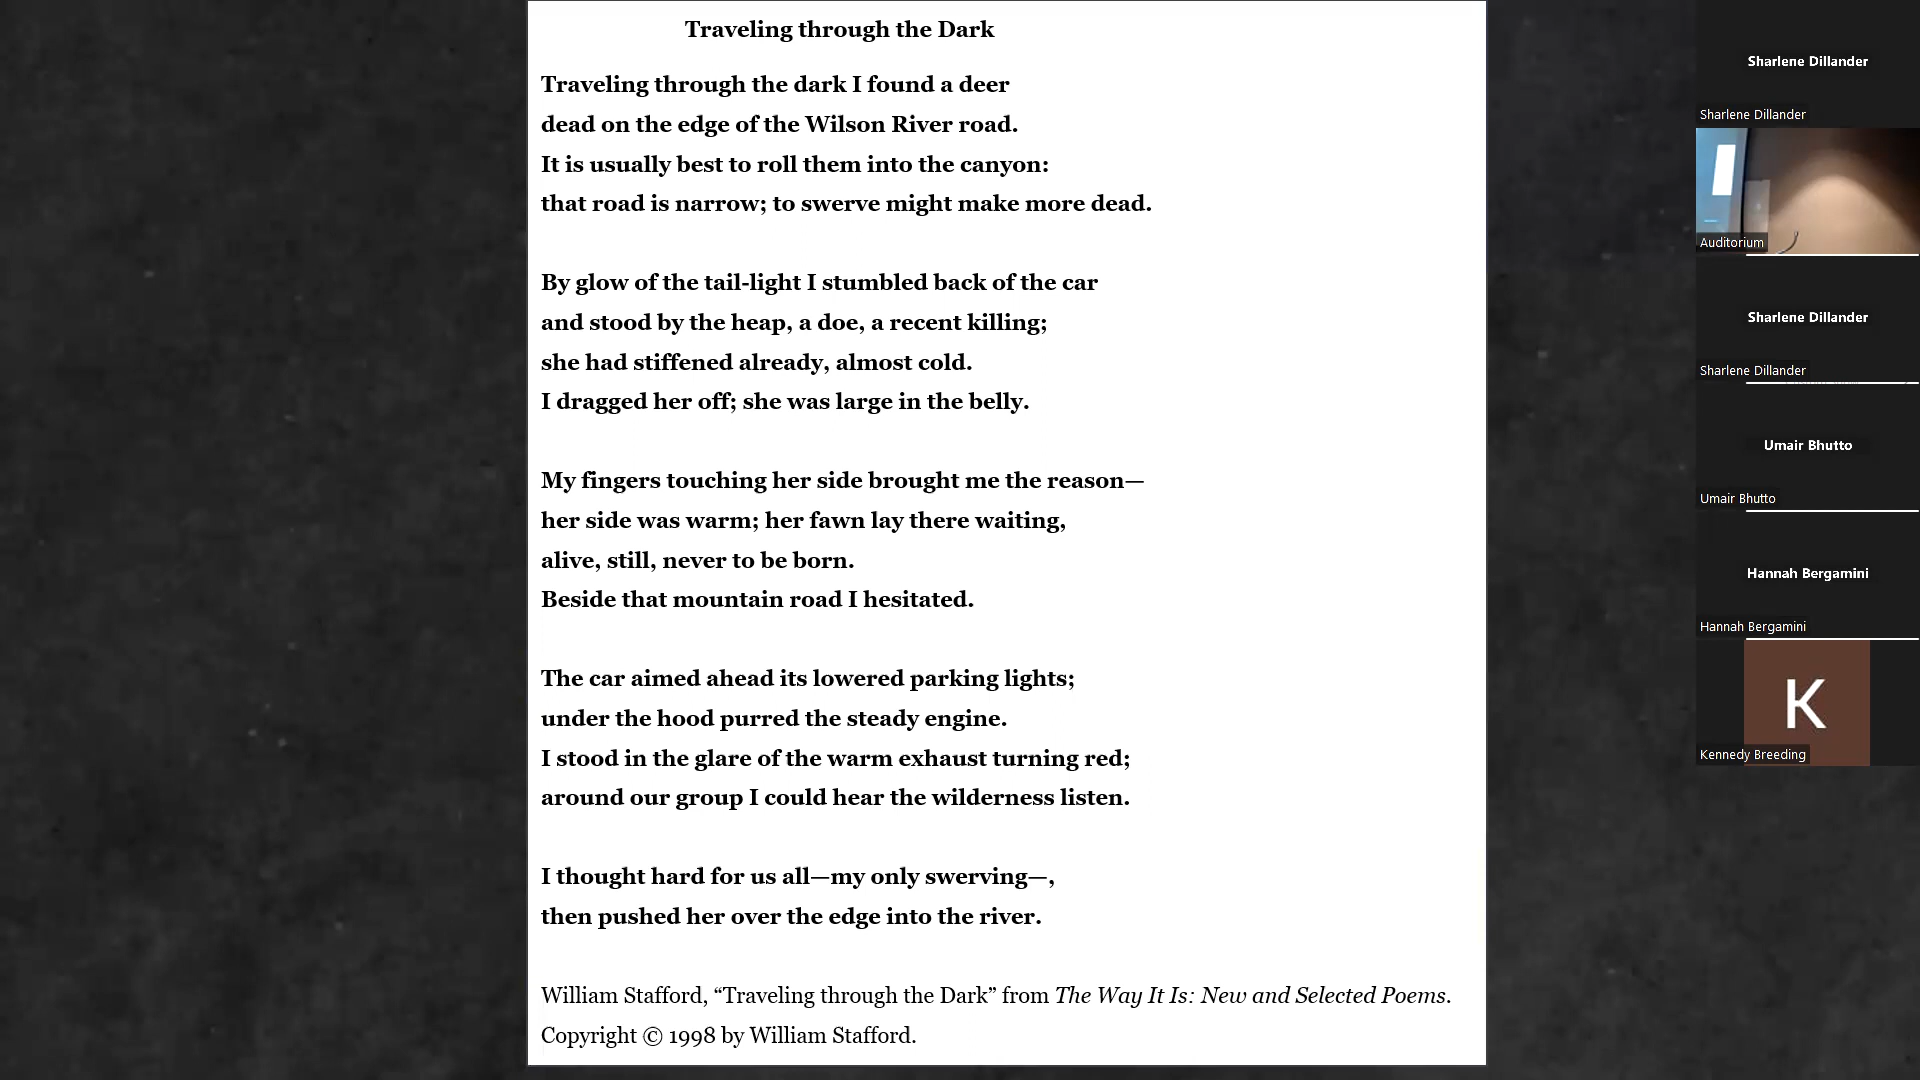 Traveling through the Dark
Traveling through the dark I found a deer
dead on the edge of the Wilson River road.
It is usually best to roll them into the canyon:
that road is narrow; to swerve might make more dead.
By glow of the tail-light I stumbled back of the car
and stood by the heap, a doe, a recent killing;
she had stiffened already, almost cold.
I dragged her off; she was large in the belly.
My fingers touching her side brought me the reason—
her side was warm; her fawn lay there waiting,
alive, still, never to be born.
Beside that mountain road I hesitated.
The car aimed ahead its lowered parking lights;
under the hood purred the steady engine.
I stood in the glare of the warm exhaust turning red;
around our group I could hear the wilderness listen.
I thought hard for us all—my only swerving—,
then pushed her over the edge into the river.
William Stafford, “Traveling through the Dark” from The Way It Is: New and Selected Poems.
Copyright © 1998 by William Stafford.
Sharlene Dillander
Sharlene Dillander
Auditorium
Sharlene Dillander
Sharlene Dillander
Umair Bhutto
Umair Bhutto
Hannah Bergamini
Hannah Bergamini
K
Kennedy Breeding